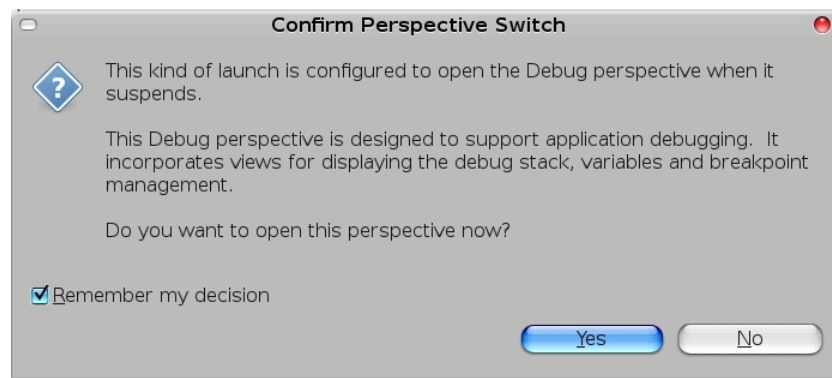 Confirm Perspective Switch
This kind of launch is configured to open the Debug perspective when it
suspends.
This Debug perspective is designed to support application debugging. It
incorporates views for displaying the debug stack, variables and breakpoint
management.
Do you want to open this perspective now?
Remember my decision
Yes No